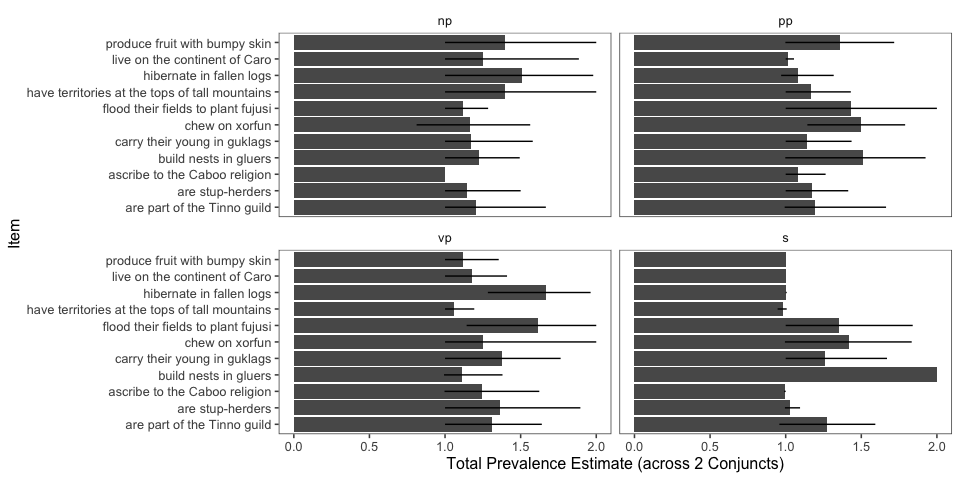 np
pp
produce fruit with bumpy skin
live on the continent of Caro
hibernate in fallen logs
have territories at the tops of tall mountains
flood their fields to plant fujusi
chew on xorfun
carry their young in guklags
build nests in gluers
ascribe to the Caboo religion
are stup-herders
are part of the Tinno guild
Item
vp
s
produce fruit with bumpy skin
live on the continent of Caro
hibernate in fallen logs
have territories at the tops of tall mountains
flood their fields to plant fujusi
chew on xorfun
carry their young in guklags
build nests in gluers
ascribe to the Caboo religion
are stup-herders
are part of the Tinno guild
0.0 0.5 1.0 1.5 2.0 0.0 0.5 1.0 1.5 2.0
Total Prevalence Estimate (across 2 Conjuncts)